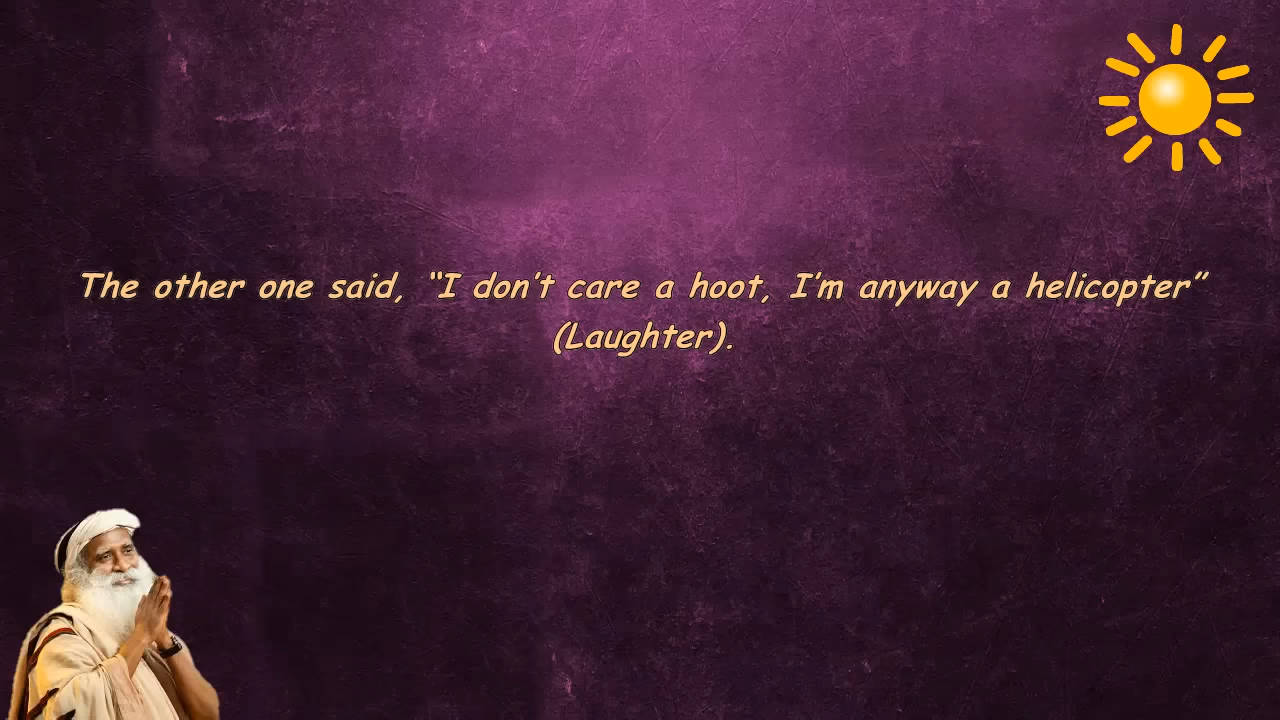 The other one said, “I don’t care a hoot, I’m anyway a helicopter”
(Laughter).